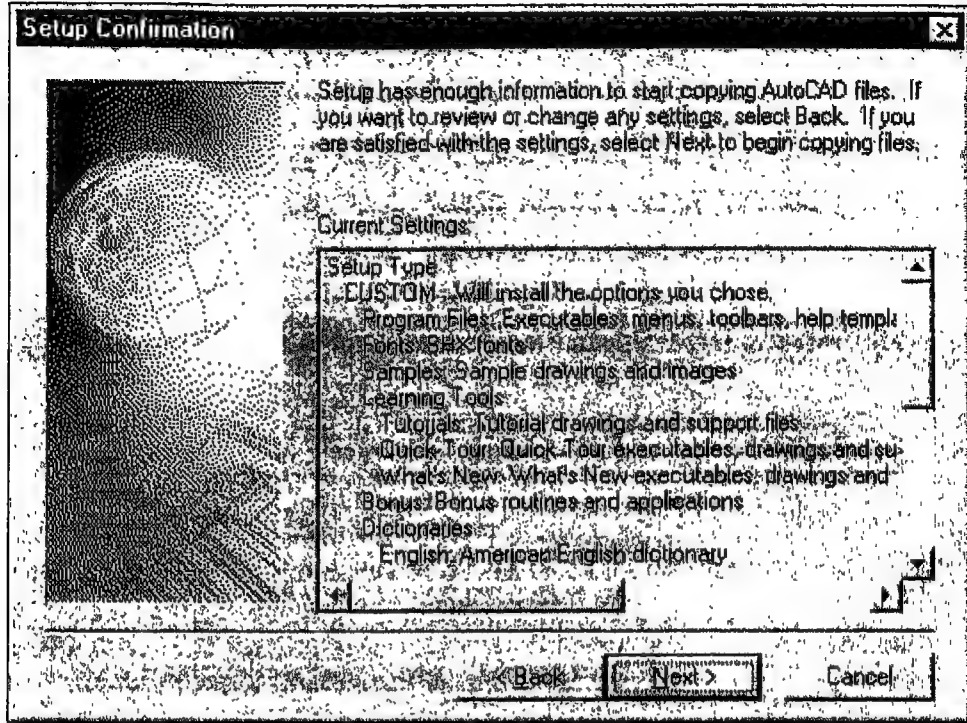 Setup Confirmation
Setup has enough information to start copying AutoCAD files. If
you want to review or change any settings, select Back. If you
are satisfied with the settings, select Next to begin copying files.
Current Settings:
Setup Type
CUSTOM - Will install the options you chose.
Program Files: Executables, menus, toolbars, help templa
Fonts: SHX fonts
Samples: Sample drawings and images
Learning Tools
Tutorials: Tutorial drawings and support files
Quick Tour: Quick Tour executables, drawings and su
What's New: What's New executables, drawings and
Bonus: Bonus routines and applications
Dictionaries
English: American English dictionary
< Back
Next >
Cancel